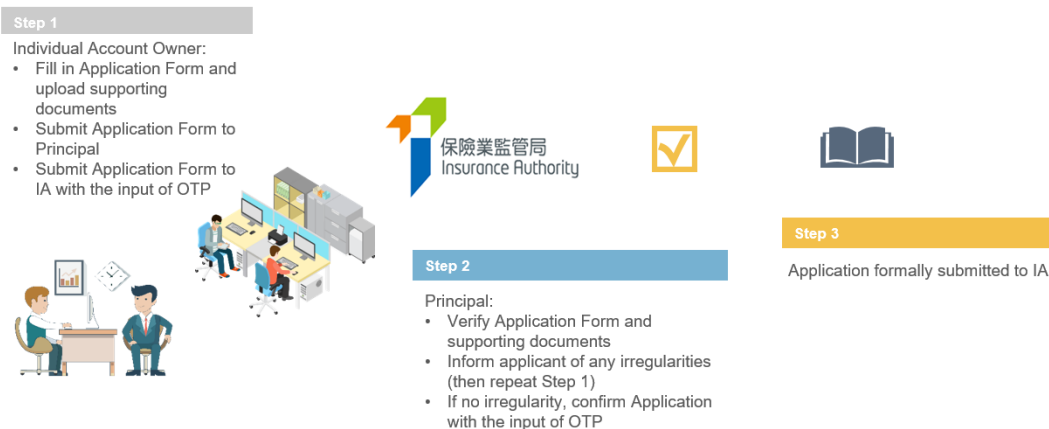 Step 1
Individual Account Owner:
• Fill in Application Form and
upload supporting
documents
• Submit Application Form to
Principal
• Submit Application Form to
IA with the input of OTP
保險業監管局
Insurance Authority
Step 2
Principal:
• Verify Application Form and
supporting documents
• Inform applicant of any irregularities
(then repeat Step 1)
• If no irregularity, confirm Application
with the input of OTP
Step 3
Application formally submitted to IA